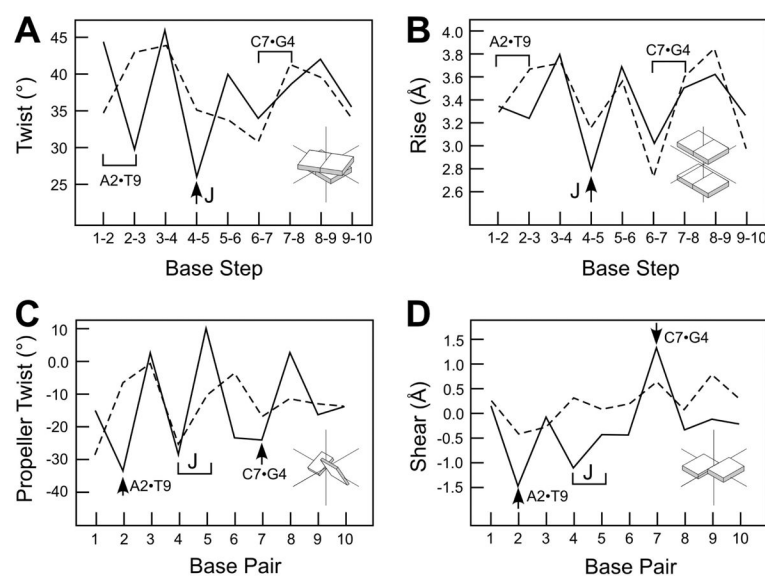 A
Twist (°)
45
40
35
30
25
C7•G4
A2•T9
J
1-2 2-3 3-4 4-5 5-6 6-7 7-8 8-9 9-10
Base Step
B
Rise (Å)
4.0
3.8
3.6
3.4
3.2
3.0
2.8
2.6
A2•T9
C7•G4
J
1-2 2-3 3-4 4-5 5-6 6-7 7-8 8-9 9-10
Base Step
C
Propeller Twist (°)
10
0.0
-10
-20
-30
-40
A2•T9
J
C7•G4
1 2 3 4 5 6 7 8 9 10
Base Pair
D
Shear (Å)
1.5
1.0
0.5
0.0
-0.5
-1.0
-1.5
C7•G4
J
A2•T9
1 2 3 4 5 6 7 8 9 10
Base Pair